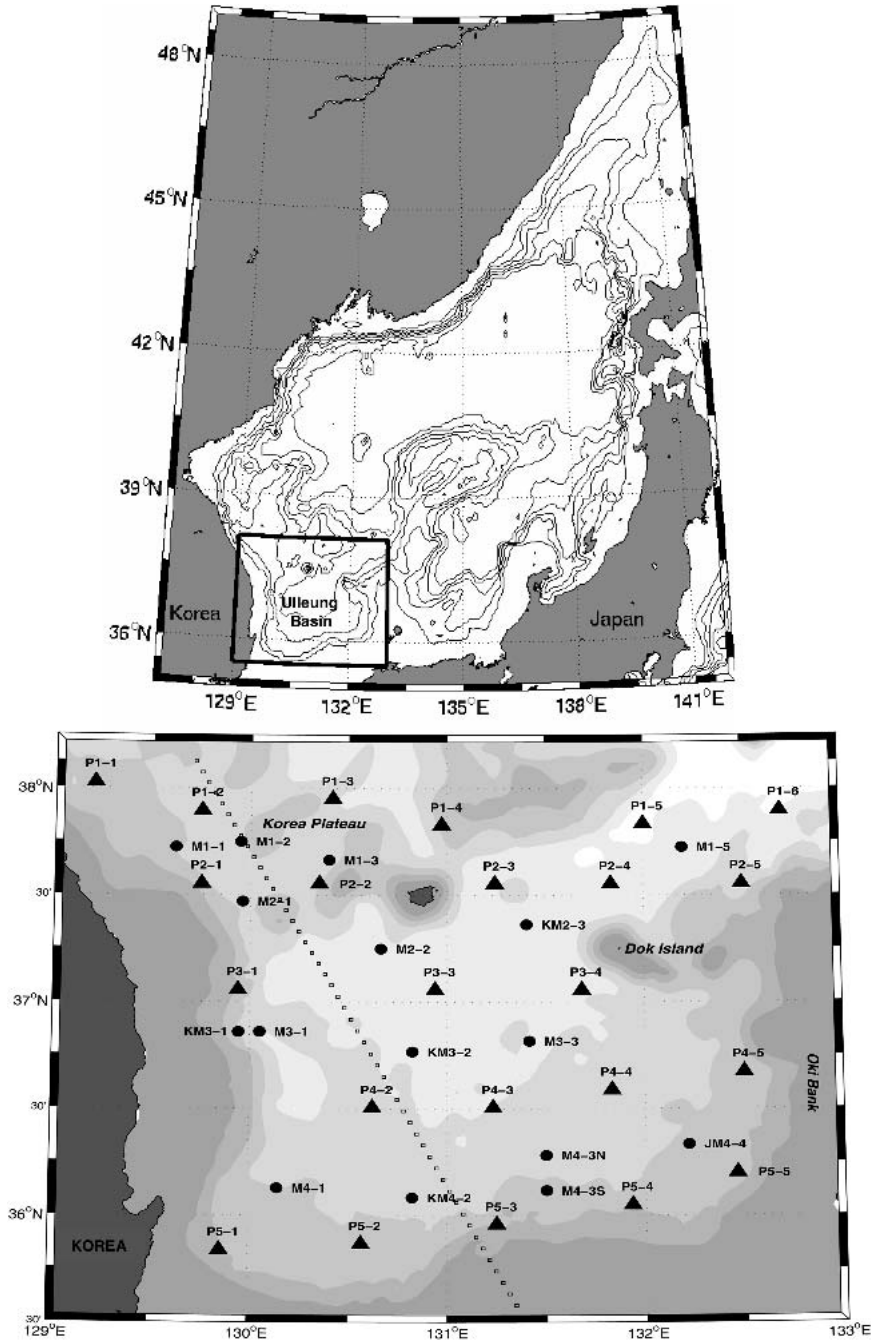 48°N
45°N
42°N
39°N
36°N
Korea
Ulleung
Basin
Japan
129°E
132°E
135°E
138°E
141°E
38°N
P1-1
P1-2
P1-3
P1-4
P1-5
P1-6
Korea Plateau
M1-1
M1-2
M1-3
M1-5
P2-1
P2-2
P2-3
P2-4
P2-5
30'
M2-1
M2-2
KM2-3
Dok Island
P3-1
P3-3
P3-4
37°N
KM3-1
M3-1
KM3-2
M3-3
P4-2
P4-3
P4-4
P4-5
Oki Bank
30'
M4-1
KM4-2
M4-3N
M4-3S
JM4-4
36°N
P5-1
P5-2
P5-3
P5-4
P5-5
KOREA
30'
129°E
130°E
131°E
132°E
133°E